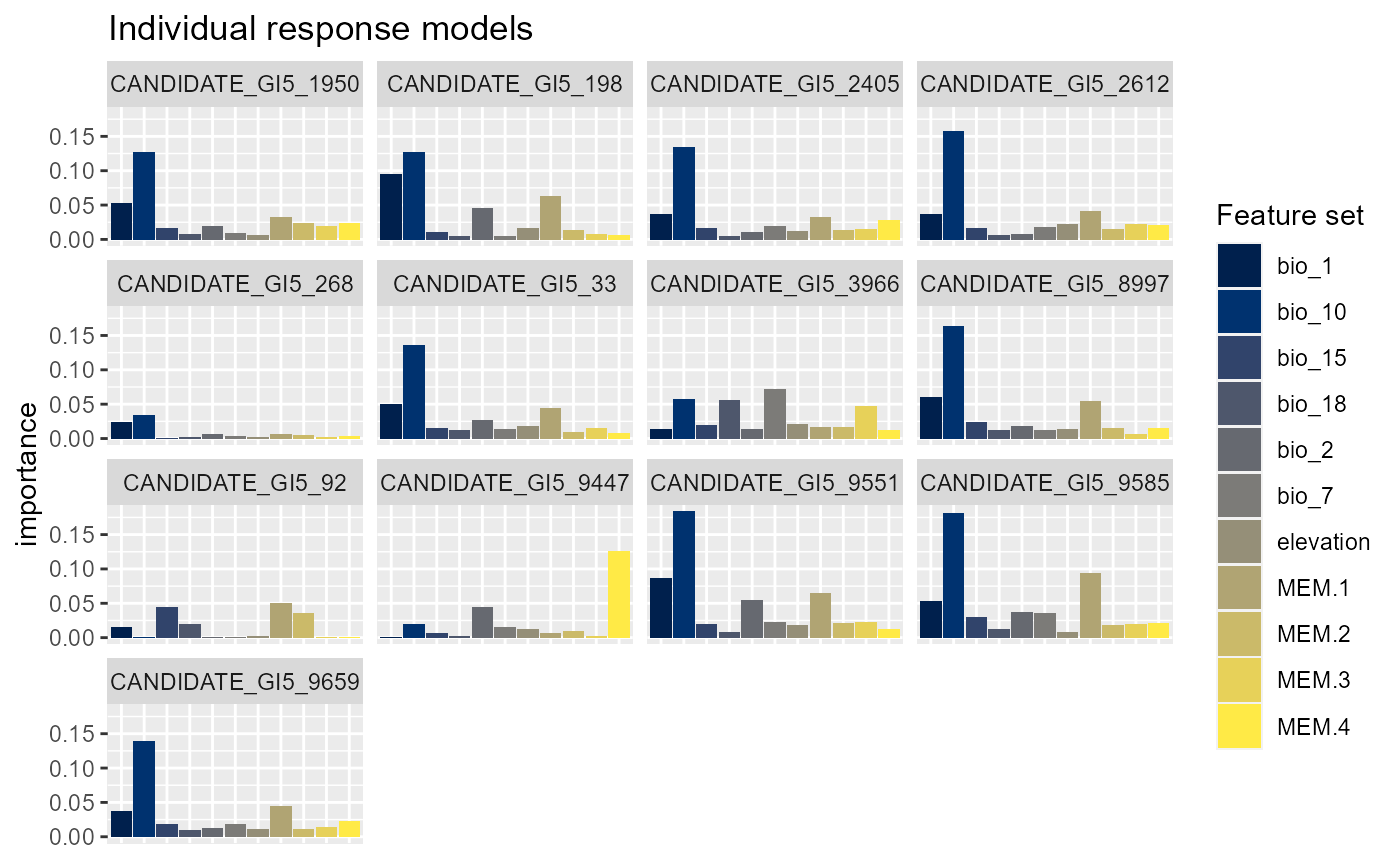 Individual response models
CANDIDATE_GI5_1950
CANDIDATE_GI5_198
CANDIDATE_GI5_2405
CANDIDATE_GI5_2612
0.15
0.10
0.05
0.00
CANDIDATE_GI5_268
CANDIDATE_GI5_33
CANDIDATE_GI5_3966
CANDIDATE_GI5_8997
0.15
0.10
0.05
0.00
importance
CANDIDATE_GI5_92
CANDIDATE_GI5_9447
CANDIDATE_GI5_9551
CANDIDATE_GI5_9585
0.15
0.10
0.05
0.00
CANDIDATE_GI5_9659
0.15
0.10
0.05
0.00
Feature set
bio_1
bio_10
bio_15
bio_18
bio_2
bio_7
elevation
MEM.1
MEM.2
MEM.3
MEM.4